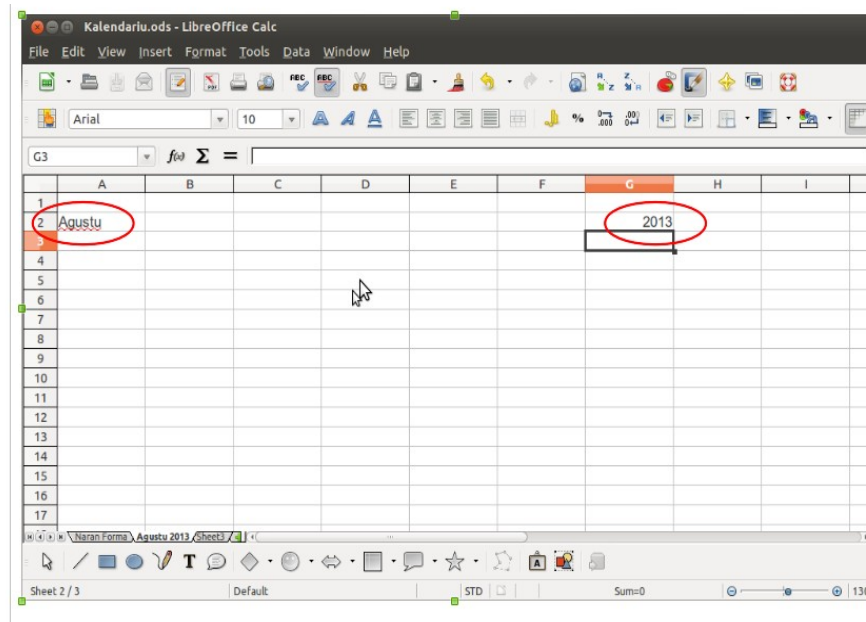 Kalendariu.ods - LibreOffice Calc
File Edit View Insert Format Tools Data Window Help
Arial 10
G3
A B C D E F G H I
1
2 Agustu 2013
3
4
5
6
7
8
9
10
11
12
13
14
15
16
17
Naran Forma Agustu 2013 Sheet3
Sheet 2 / 3 Default STD Sum=0